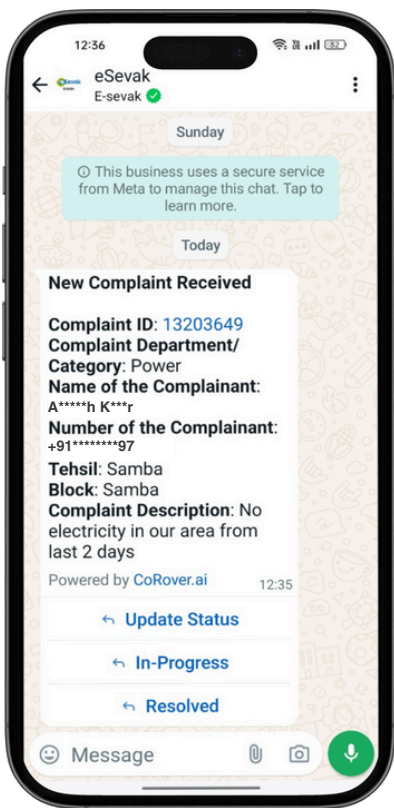 12:36
eSevak
E-sevak
Sunday
This business uses a secure service
from Meta to manage this chat. Tap to
learn more.
Today
New Complaint Received
Complaint ID: 13203649
Complaint Department/
Category: Power
Name of the Complainant:
A*****h K***r
Number of the Complainant:
+91********97
Tehsil: Samba
Block: Samba
Complaint Description: No
electricity in our area from
last 2 days
Powered by CoRover.ai 12:35
Update Status
In-Progress
Resolved
Message